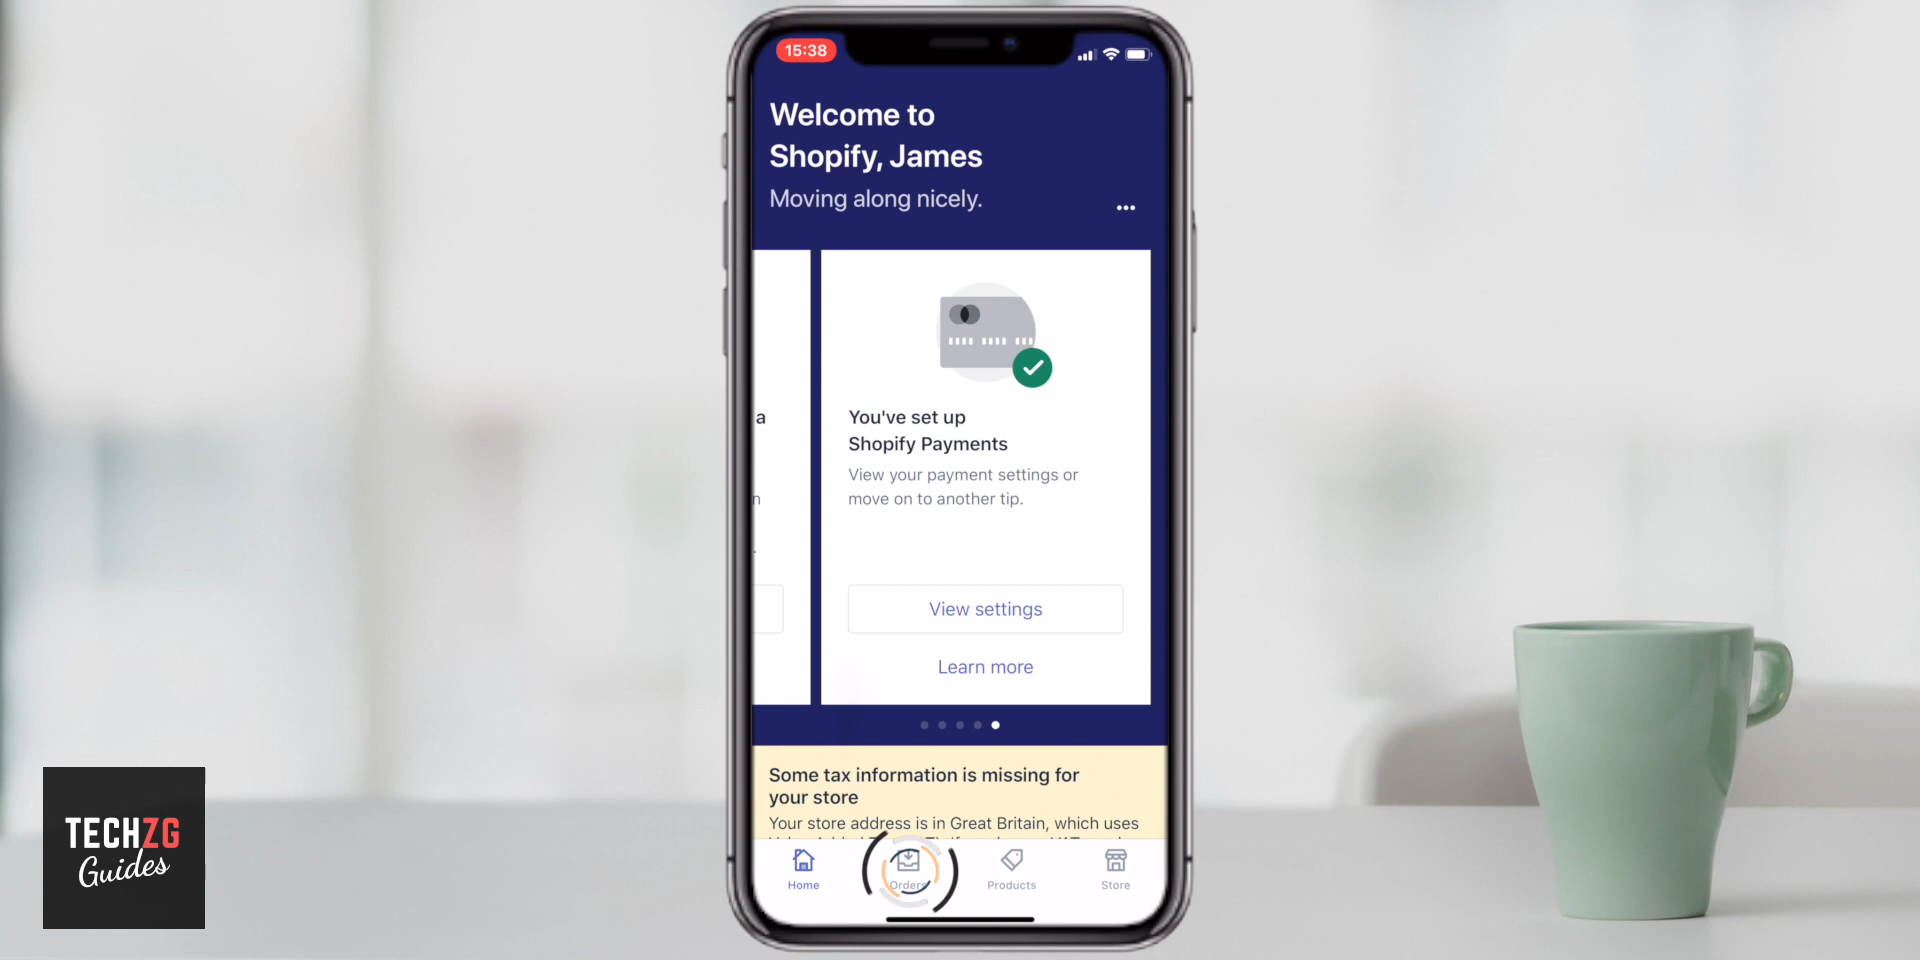 15:38
Welcome to
Shopify, James
Moving along nicely.
a
You've set up
Shopify Payments
View your payment settings or
move on to another tip.
n
View settings
Learn more
Some tax information is missing for
your store
Your store address is in Great Britain, which uses
Home
Orders
Products
Store
TECHZG
Guides